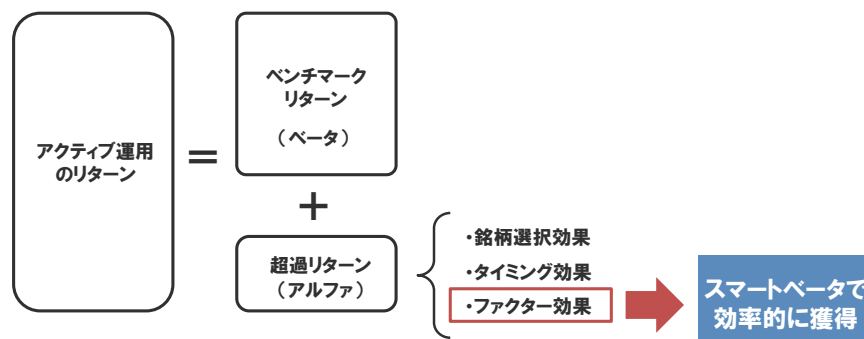 アクティブ運用
のリターン
=
ベンチマーク
リターン
(ベータ)
+
超過リターン
(アルファ)
・銘柄選択効果
・タイミング効果
・ファクター効果
スマートベータで
効率的に獲得